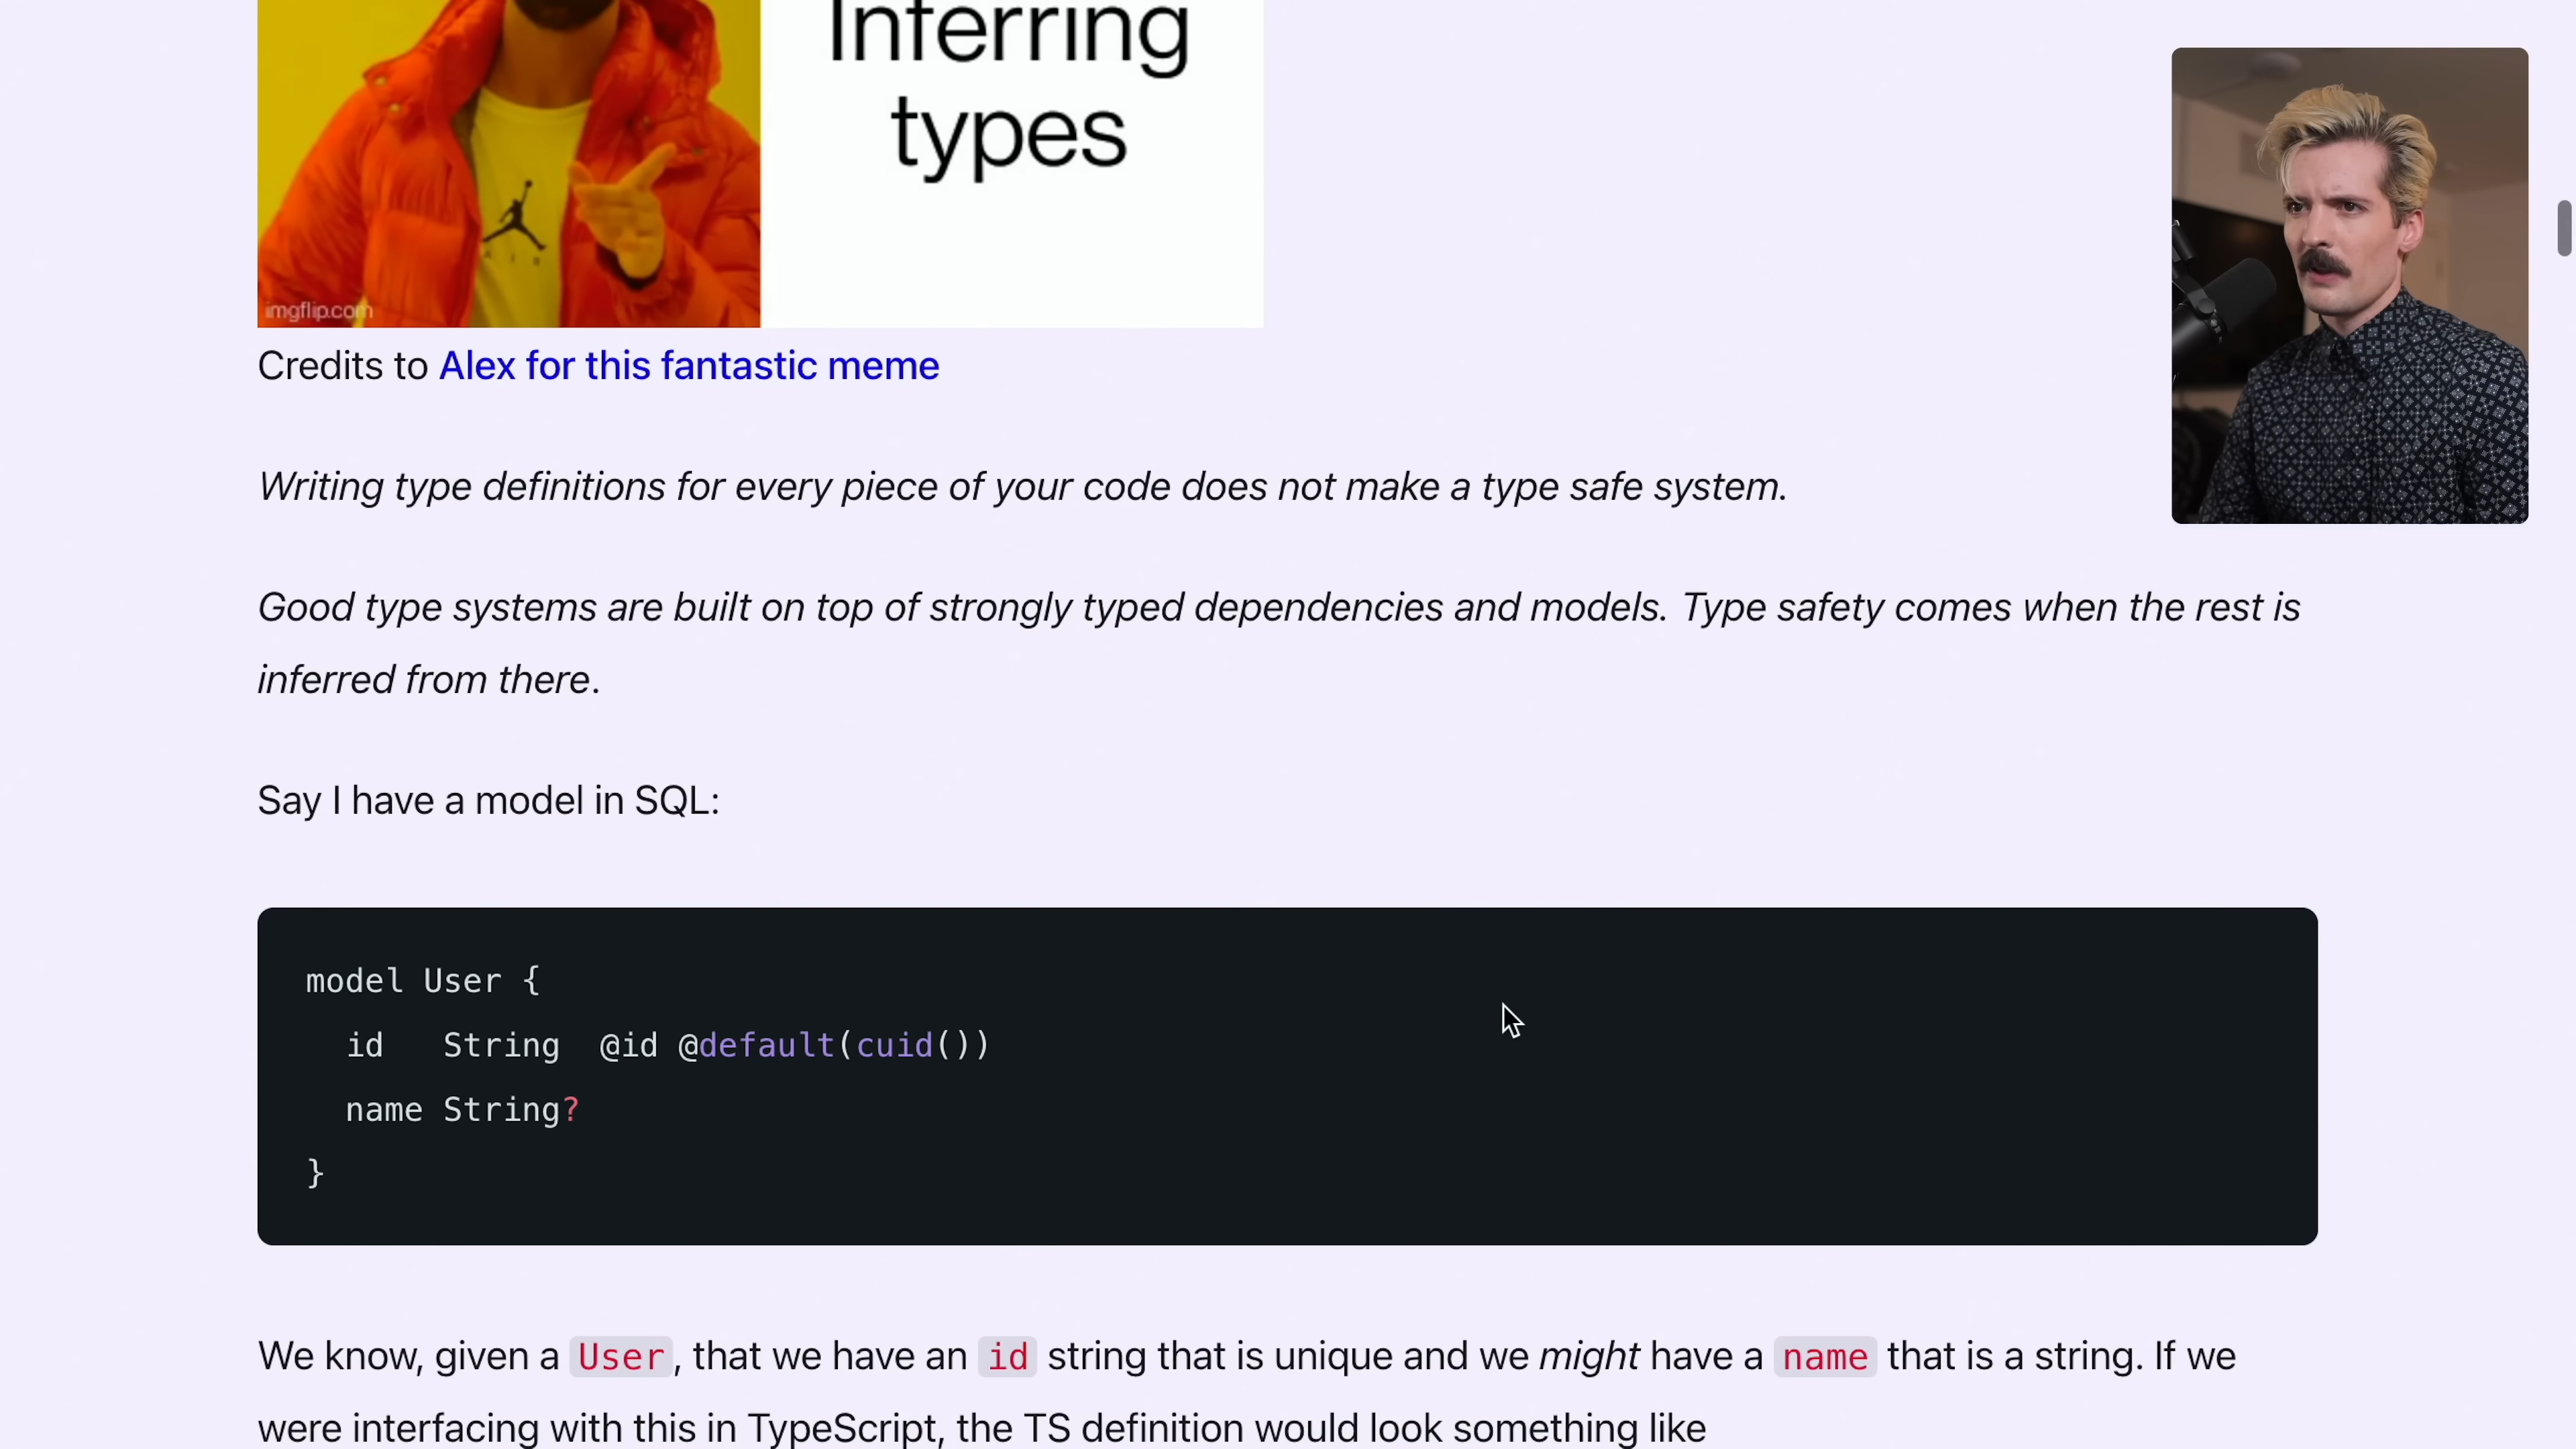 Inferring
types
imgflip.com
Credits to Alex for this fantastic meme
Writing type definitions for every piece of your code does not make a type safe system.
Good type systems are built on top of strongly typed dependencies and models. Type safety comes when the rest is
inferred from there.
Say I have a model in SQL:
model User {
  id   String  @id @default(cuid())
  name String?
}
We know, given a User, that we have an id string that is unique and we might have a name that is a string. If we
were interfacing with this in TypeScript, the TS definition would look something like